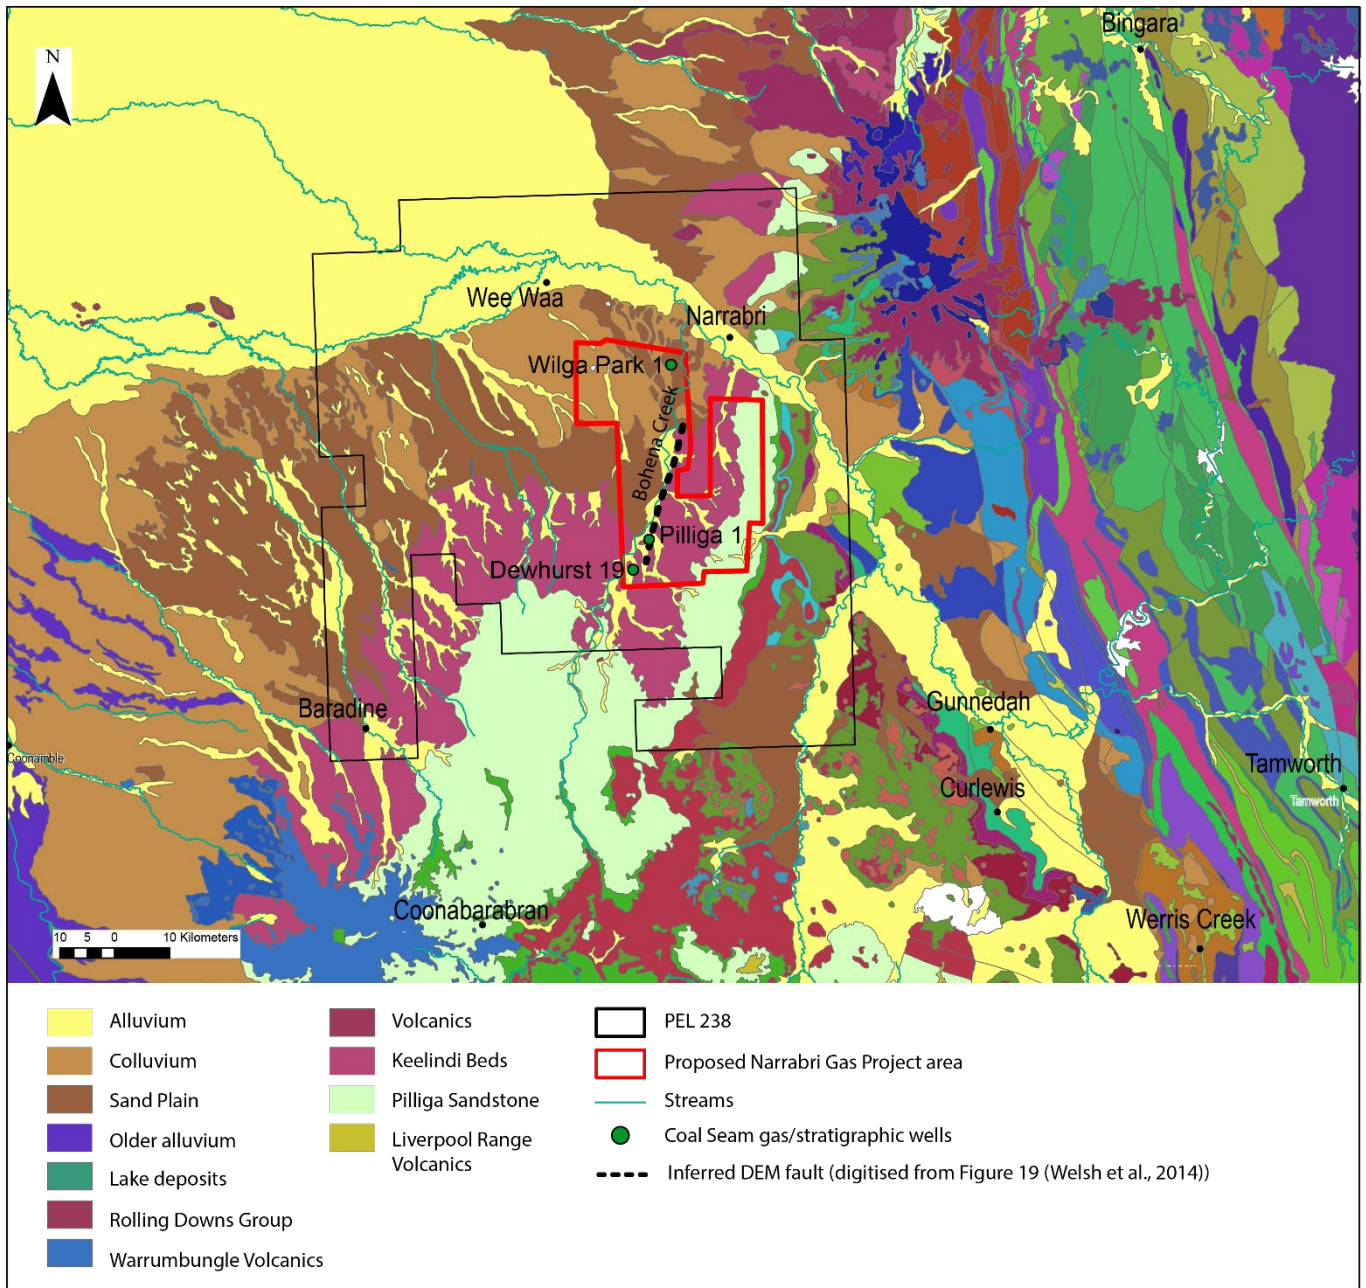 Bingara
N
Wee Waa
Narrabri
Wilga Park 1
Bohena Creek
Pilliga 1
Dewhurst 19
Baradine
Gunnedah
Coonamble
Tamworth
Curlewis
Tamworth
Coonabarabran
Werris Creek
10 5 0 10 Kilometers
Alluvium
Colluvium
Sand Plain
Older alluvium
Lake deposits
Rolling Downs Group
Warrumbungle Volcanics
Volcanics
Keelindi Beds
Pilliga Sandstone
Liverpool Range
Volcanics
PEL 238
Proposed Narrabri Gas Project area
Streams
Coal Seam gas/stratigraphic wells
Inferred DEM fault (digitised from Figure 19 (Welsh et al., 2014))